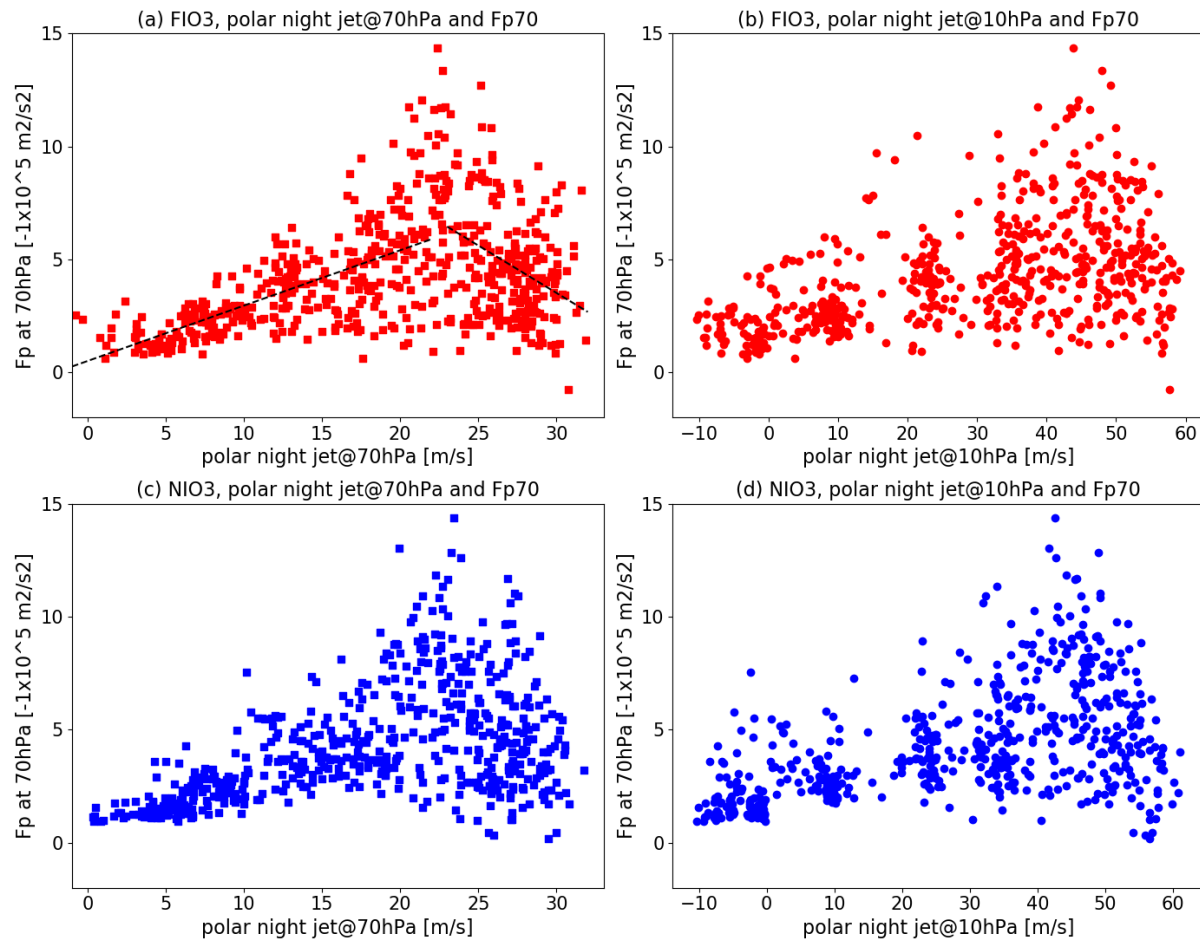 (a) FIO3, polar night jet@70hPa and Fp70
Fp at 70hPa [-1x10^5 m2/s2]
15
10
5
0
0 5 10 15 20 25 30
polar night jet@70hPa [m/s]
(b) FIO3, polar night jet@10hPa and Fp70
Fp at 70hPa [-1x10^5 m2/s2]
15
10
5
0
−10 0 10 20 30 40 50 60
polar night jet@10hPa [m/s]
(c) NIO3, polar night jet@70hPa and Fp70
Fp at 70hPa [-1x10^5 m2/s2]
15
10
5
0
0 5 10 15 20 25 30
polar night jet@70hPa [m/s]
(d) NIO3, polar night jet@10hPa and Fp70
Fp at 70hPa [-1x10^5 m2/s2]
15
10
5
0
−10 0 10 20 30 40 50 60
polar night jet@10hPa [m/s]